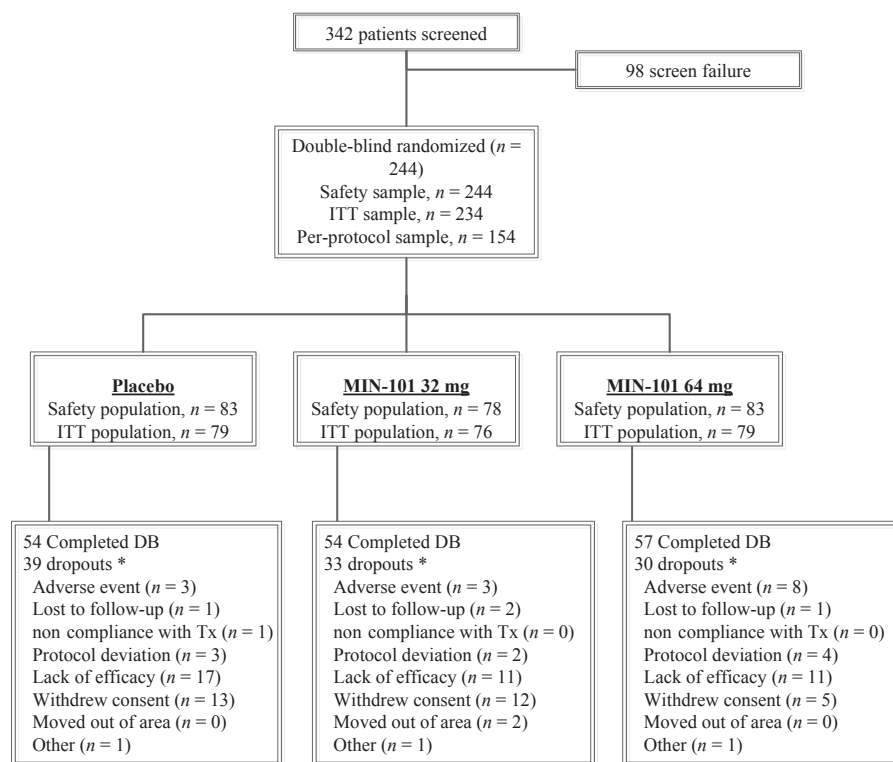 342 patients screened
98 screen failure
Double-blind randomized (n =
244)
Safety sample, n = 244
ITT sample, n = 234
Per-protocol sample, n = 154
Placebo
Safety population, n = 83
ITT population, n = 79
MIN-101 32 mg
Safety population, n = 78
ITT population, n = 76
MIN-101 64 mg
Safety population, n = 83
ITT population, n = 79
54 Completed DB
39 dropouts *
Adverse event (n = 3)
Lost to follow-up (n = 1)
non compliance with Tx (n = 1)
Protocol deviation (n = 3)
Lack of efficacy (n = 17)
Withdrew consent (n = 13)
Moved out of area (n = 0)
Other (n = 1)
54 Completed DB
33 dropouts *
Adverse event (n = 3)
Lost to follow-up (n = 2)
non compliance with Tx (n = 0)
Protocol deviation (n = 2)
Lack of efficacy (n = 11)
Withdrew consent (n = 12)
Moved out of area (n = 2)
Other (n = 1)
57 Completed DB
30 dropouts *
Adverse event (n = 8)
Lost to follow-up (n = 1)
non compliance with Tx (n = 0)
Protocol deviation (n = 4)
Lack of efficacy (n = 11)
Withdrew consent (n = 5)
Moved out of area (n = 0)
Other (n = 1)